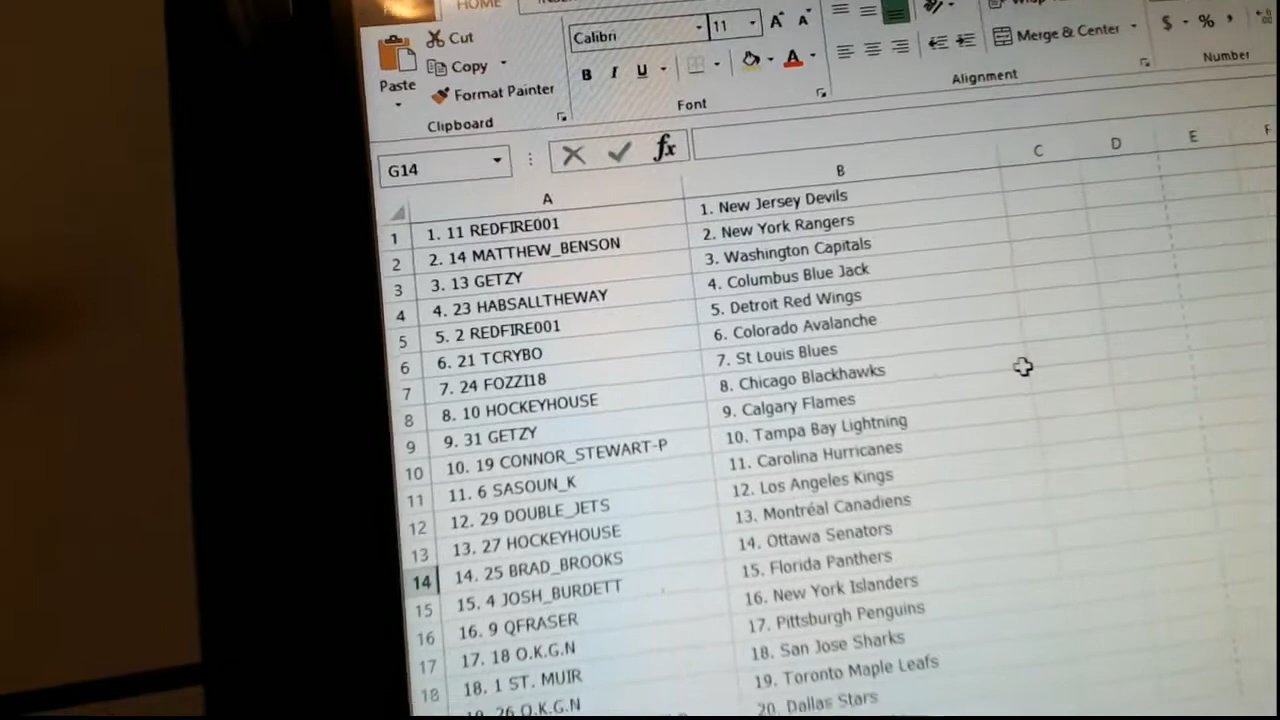 HOME
Cut
Copy
Format Painter
Paste
Clipboard
Calibri
11
A A
B I U
A
Font
Merge & Center
Alignment
$ % ,
Number
G14
fx
A B C D E F
1 1. 11 REDFIRE001 1. New Jersey Devils
2 2. 14 MATTHEW_BENSON 2. New York Rangers
3 3. 13 GETZY 3. Washington Capitals
4 4. 23 HABSALLTHEWAY 4. Columbus Blue Jack
5 5. 2 REDFIRE001 5. Detroit Red Wings
6 6. 21 TCRYBO 6. Colorado Avalanche
7 7. 24 FOZZI18 7. St Louis Blues
8 8. 10 HOCKEYHOUSE 8. Chicago Blackhawks
9 9. 31 GETZY 9. Calgary Flames
10 10. 19 CONNOR_STEWART-P 10. Tampa Bay Lightning
11 11. 6 SASOUN_K 11. Carolina Hurricanes
12 12. 29 DOUBLE_JETS 12. Los Angeles Kings
13 13. 27 HOCKEYHOUSE 13. Montréal Canadiens
14 14. 25 BRAD_BROOKS 14. Ottawa Senators
15 15. 4 JOSH_BURDETT 15. Florida Panthers
16 16. 9 QFRASER 16. New York Islanders
17 17. 18 O.K.G.N 17. Pittsburgh Penguins
18 18. 1 ST. MUIR 18. San Jose Sharks
19. 26 O.K.G.N 19. Toronto Maple Leafs
20. Dallas Stars